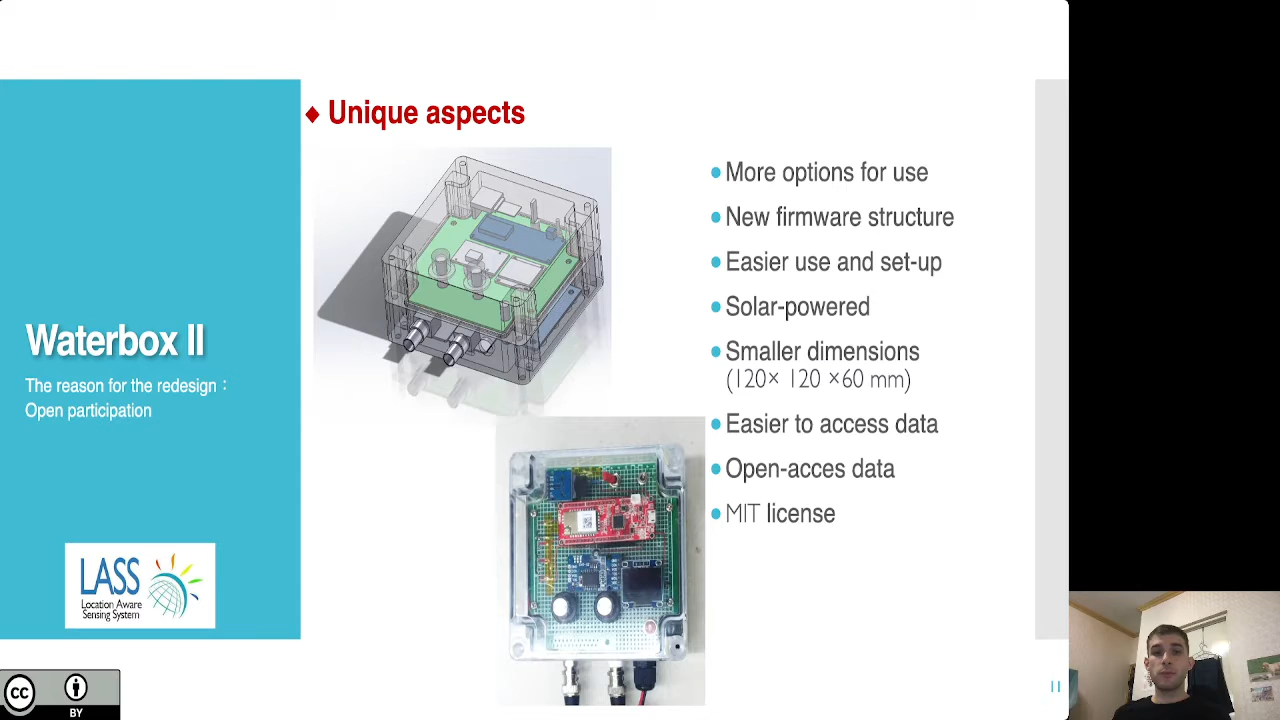 ◆ Unique aspects
Waterbox II
The reason for the redesign：
Open participation
• More options for use
• New firmware structure
• Easier use and set-up
• Solar-powered
• Smaller dimensions
(120× 120 ×60 mm)
• Easier to access data
• Open-acces data
• MIT license
LASS
Location Aware
Sensing System
cc
BY
11